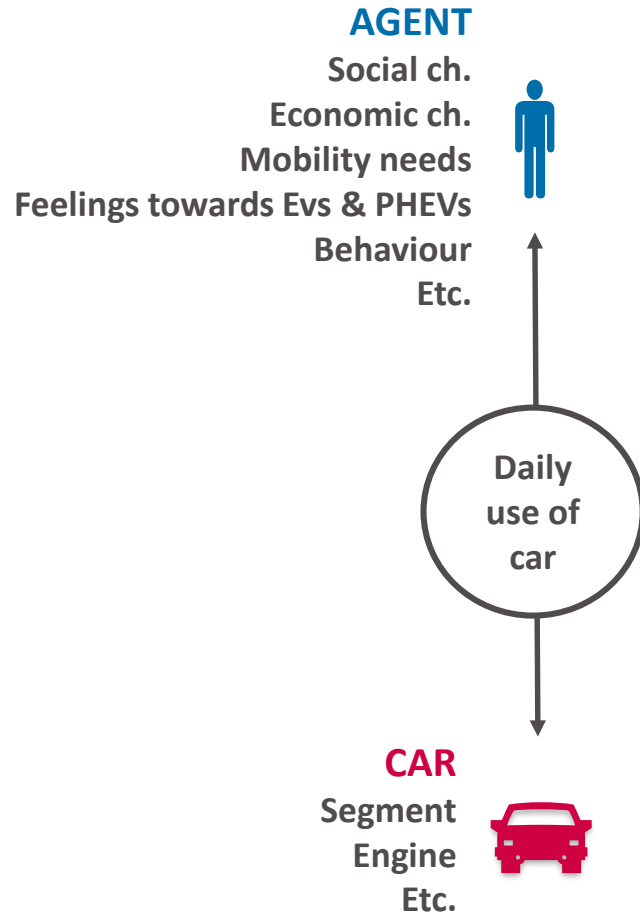 AGENT
Social ch.
Economic ch.
Mobility needs
Feelings towards Evs & PHEVs
Behaviour
Etc.
Daily
use of
car
CAR
Segment
Engine
Etc.